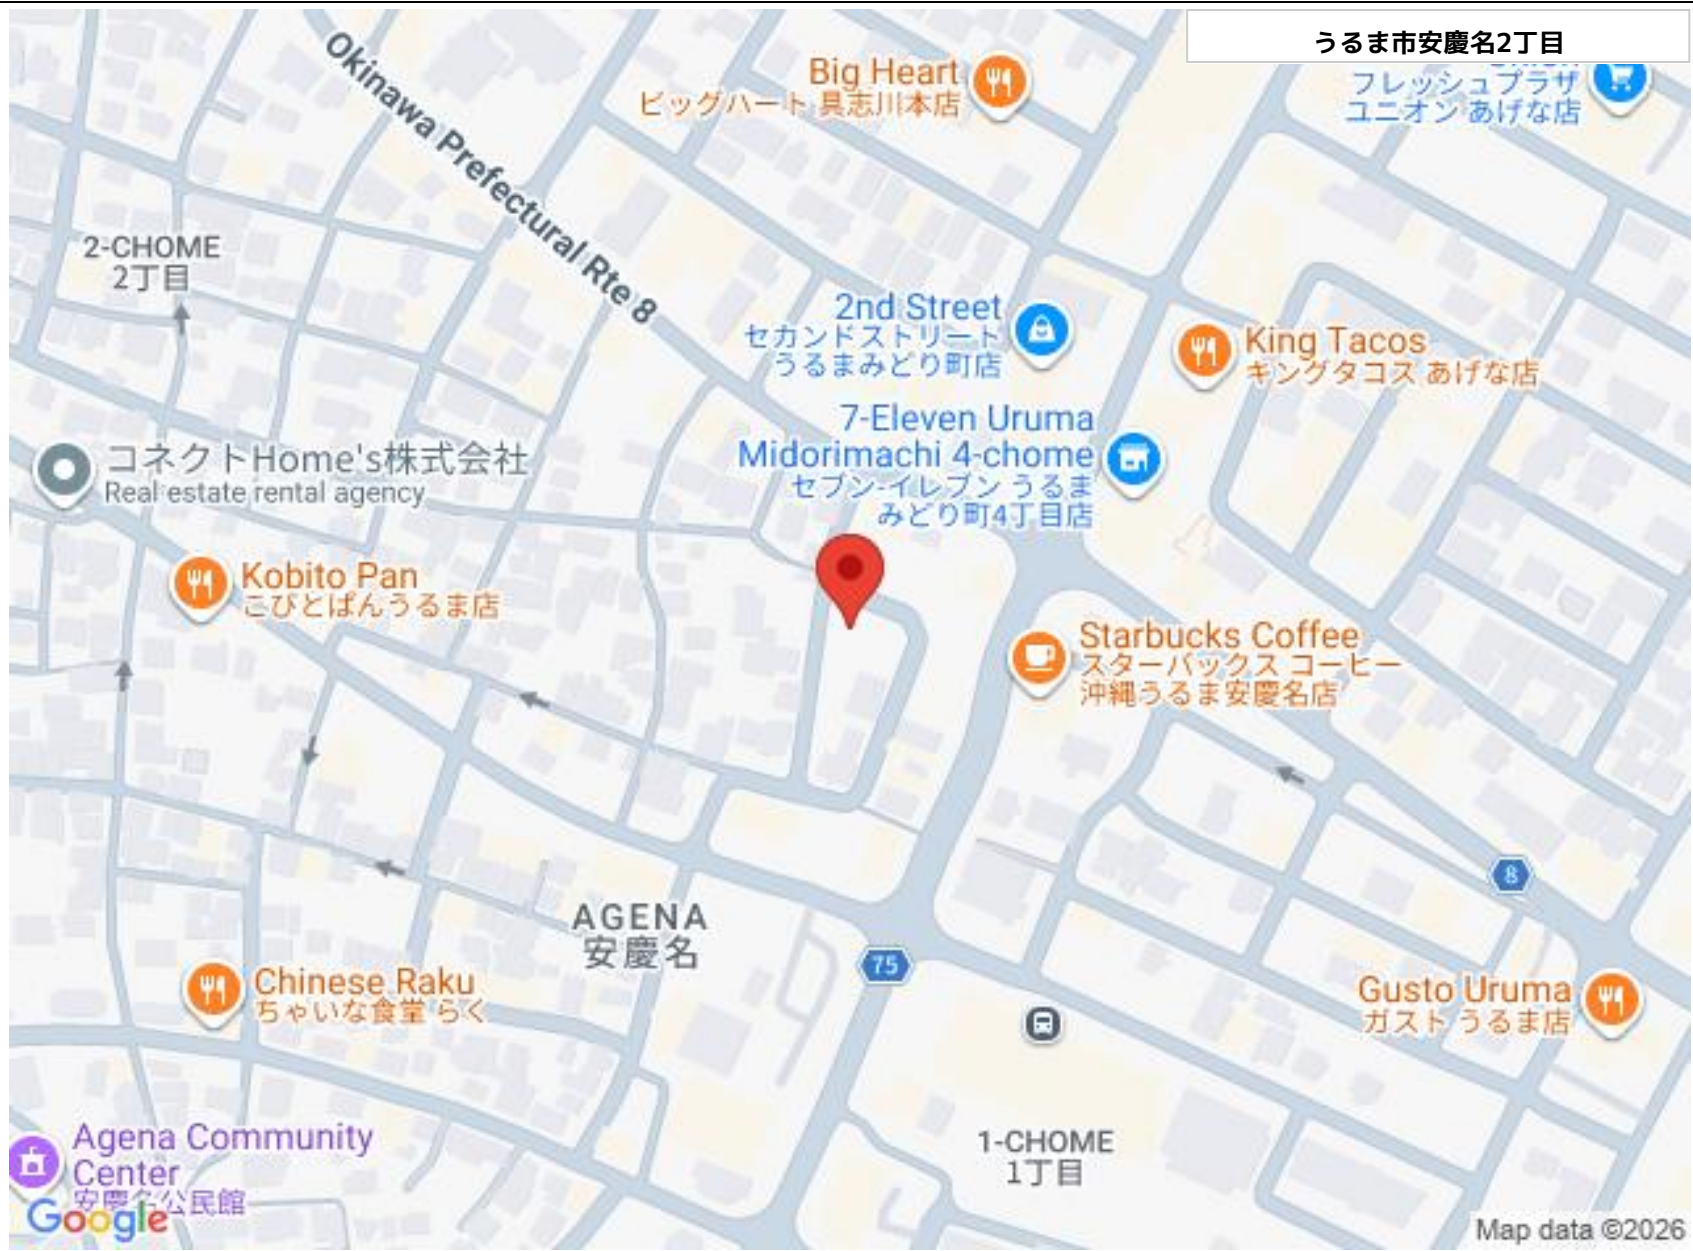 うるま市安慶名2丁目
Okinawa Prefectural Rte 8
Big Heart
ビッグハート 具志川本店
フレッシュプラザ
ユニオン あげな店
2-CHOME
2丁目
2nd Street
セカンドストリート
うるまみどり町店
King Tacos
キングタコス あげな店
7-Eleven Uruma
Midorimachi 4-chome
セブン-イレブン うるま
みどり町4丁目店
コネクトHome's株式会社
Real estate rental agency
Kobito Pan
こびとぱんうるま店
Starbucks Coffee
スターバックス コーヒー
沖縄うるま安慶名店
8
AGENA
安慶名
75
Chinese Raku
ちゃいな食堂 らく
Gusto Uruma
ガスト うるま店
Agena Community
Center
安慶名公民館
1-CHOME
1丁目
Google
Map data ©2026